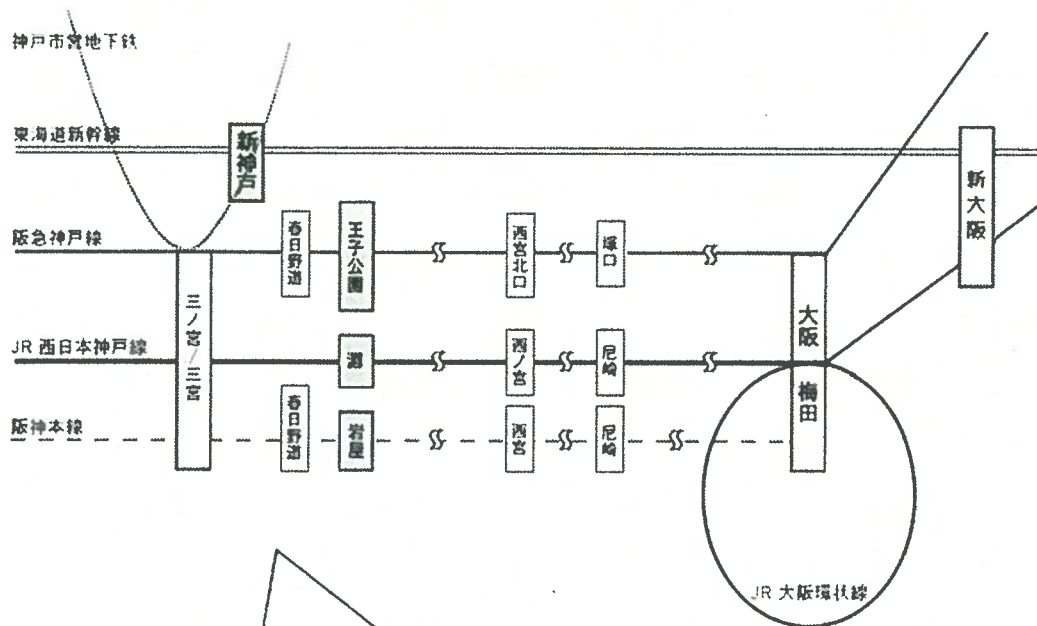 神戸市営地下鉄
東海道新幹線
新神戸
新大阪
阪急神戸線
春日野道
王子公園
西宮北口
塚口
三ノ宮/三宮
大阪
梅田
JR 西日本神戸線
灘
西ノ宮
尼崎
阪神本線
春日野道
岩屋
西宮
尼崎
JR 大阪環状線